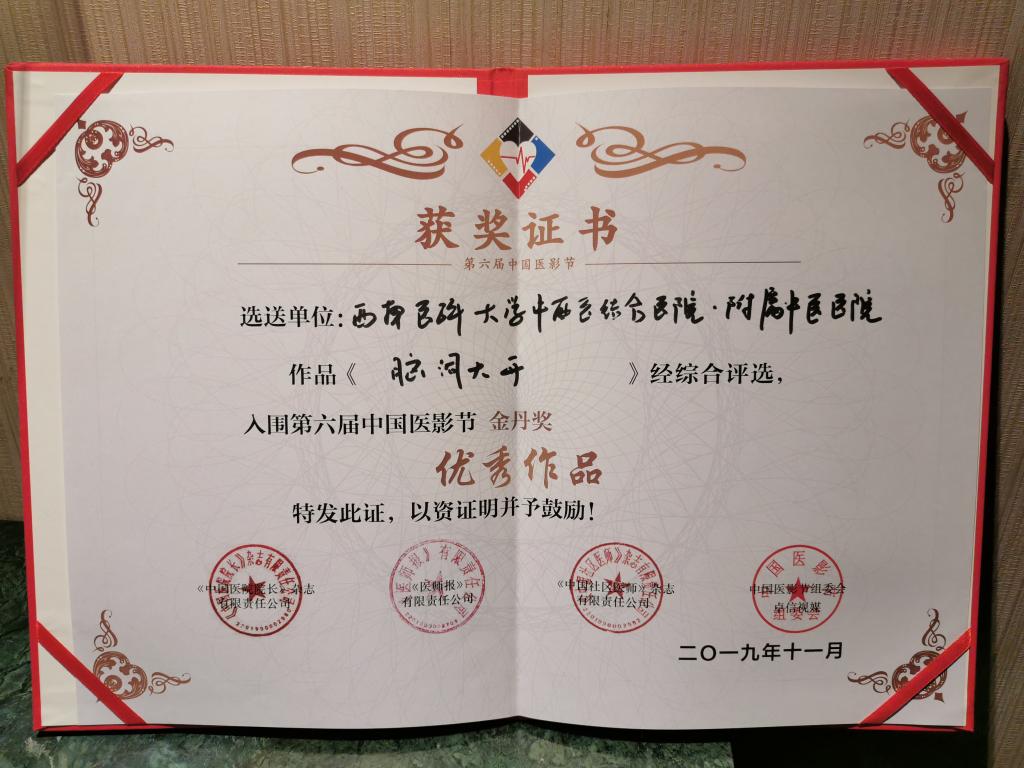 获奖证书
第六届中国医影节
选送单位：西南医科大学中西医结合医院·附属中医医院
作品《 脑洞大开 》经综合评选，
入围第六届中国医影节 金丹奖
优秀作品
特发此证，以资证明并予鼓励！
《中国医院院长》杂志
有限责任公司
《医师报》
有限责任公司
《中国社区医师》杂志
有限责任公司
中国医影节组委会
卓信视媒
二〇一九年十一月